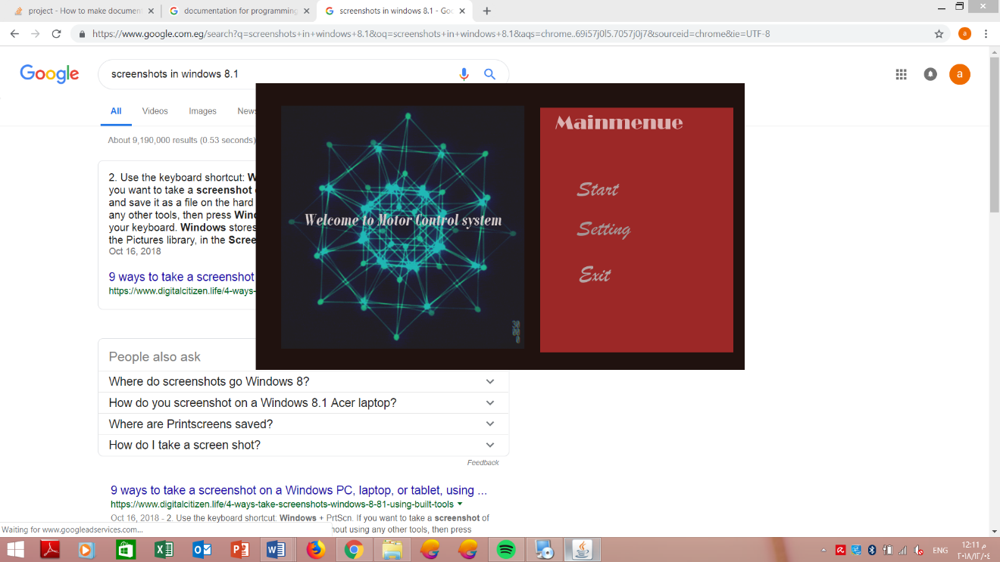 project - How to make documen
documentation for programming
screenshots in windows 8.1 - Goo
https://www.google.com.eg/search?q=screenshots+in+windows+8.1&oq=screenshots+in+windows+8.1&aqs=chrome..69i57j0l5.7057j0j7&sourceid=chrome&ie=UTF-8
a
Google
screenshots in windows 8.1
a
All Videos Images News
About 9,190,000 results (0.53 seconds)
2. Use the keyboard shortcut: W
you want to take a screenshot
and save it as a file on the hard
any other tools, then press Wind
your keyboard. Windows stores
the Pictures library, in the Scree
Oct 16, 2018
9 ways to take a screenshot
https://www.digitalcitizen.life/4-ways-
Welcome to Motor Control system
Mainmenue
Start
Setting
Exit
People also ask
Where do screenshots go Windows 8?
How do you screenshot on a Windows 8.1 Acer laptop?
Where are Printscreens saved?
How do I take a screen shot?
Feedback
9 ways to take a screenshot on a Windows PC, laptop, or tablet, using ...
https://www.digitalcitizen.life/4-ways-take-screenshots-windows-8-81-using-built-tools
Oct 16, 2018 - 2. Use the keyboard shortcut: Windows + PrtScn. If you want to take a screenshot of
hout using any other tools, then press
Waiting for www.googleadservices.com...
ENG
12:11 م
٢٠١٨/١٢/٠٤